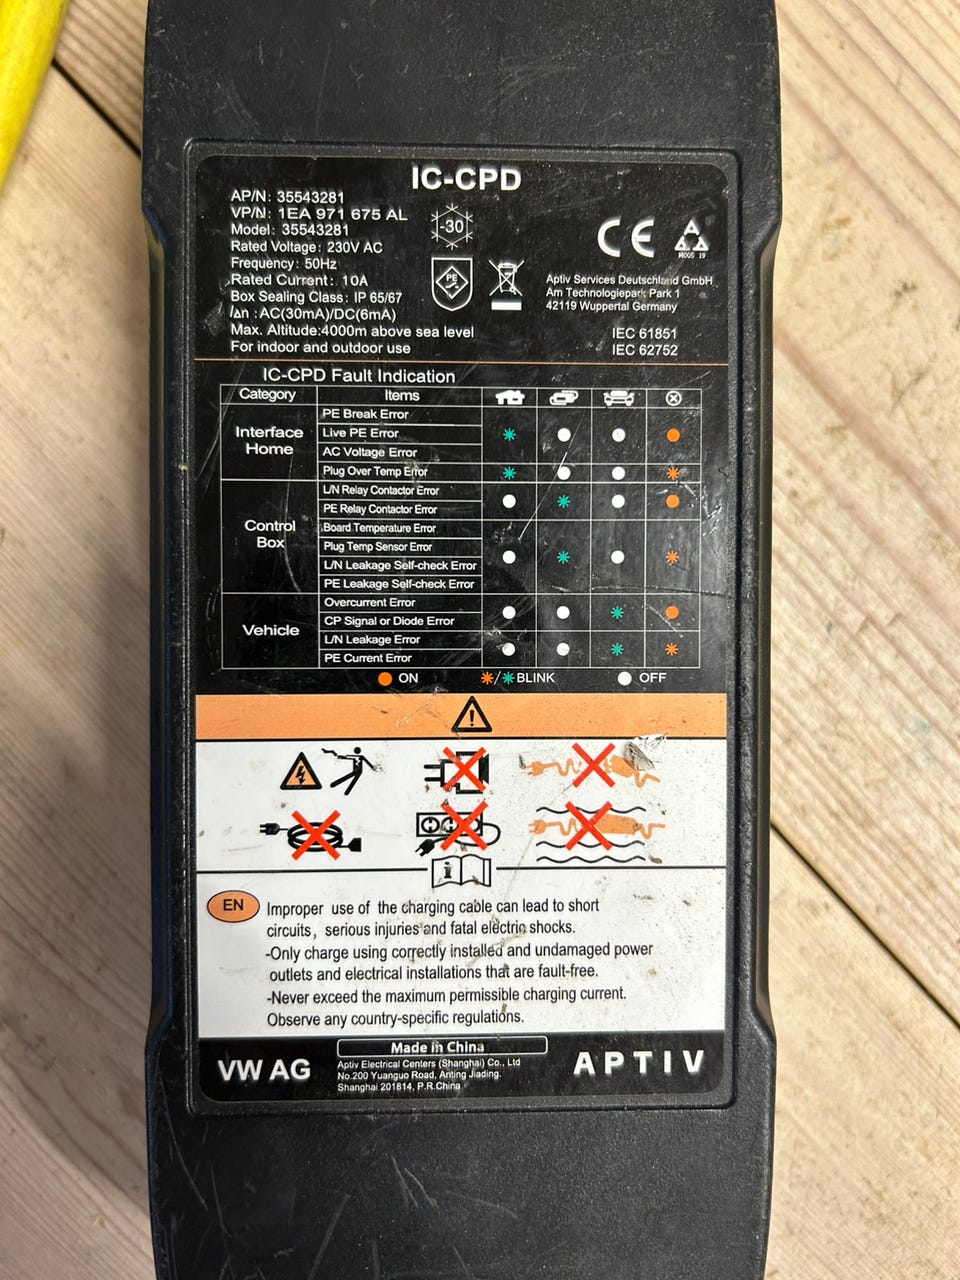 IC-CPD
AP/N: 35543281
VP/N: 1EA 971 675 AL
Model: 35543281
Rated Voltage: 230V AC
Frequency: 50Hz
Rated Current: 10A
Box Sealing Class: IP 65/67
IΔn :AC(30mA)/DC(6mA)
Max. Altitude:4000m above sea level
For indoor and outdoor use
-30
PE
CE
A
M005 19
Aptiv Services Deutschland GmbH
Am Technologiepark Park 1
42119 Wuppertal Germany
IEC 61851
IEC 62752
IC-CPD Fault Indication
Category Items
Interface Home
PE Break Error
Live PE Error
AC Voltage Error
Plug Over Temp Error
Control Box
L/N Relay Contactor Error
PE Relay Contactor Error
Board Temperature Error
Plug Temp Sensor Error
L/N Leakage Self-check Error
PE Leakage Self-check Error
Vehicle
Overcurrent Error
CP Signal or Diode Error
L/N Leakage Error
PE Current Error
ON / BLINK OFF
EN
Improper use of the charging cable can lead to short
circuits, serious injuries and fatal electric shocks.
-Only charge using correctly installed and undamaged power
outlets and electrical installations that are fault-free.
-Never exceed the maximum permissible charging current.
Observe any country-specific regulations.
VW AG
Made in China
Aptiv Electrical Centers (Shanghai) Co., Ltd
No.200 Yuanguo Road, Anting Jiading.
Shanghai 201814, P.R.China
APTIV